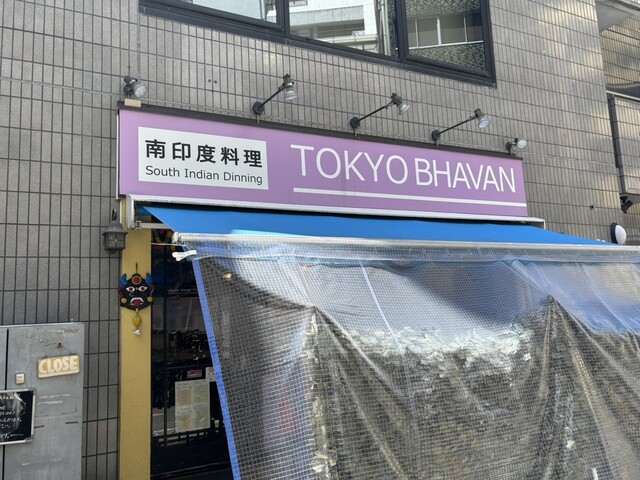 南印度料理
South Indian Dinning
TOKYO BHAVAN
CLOSE